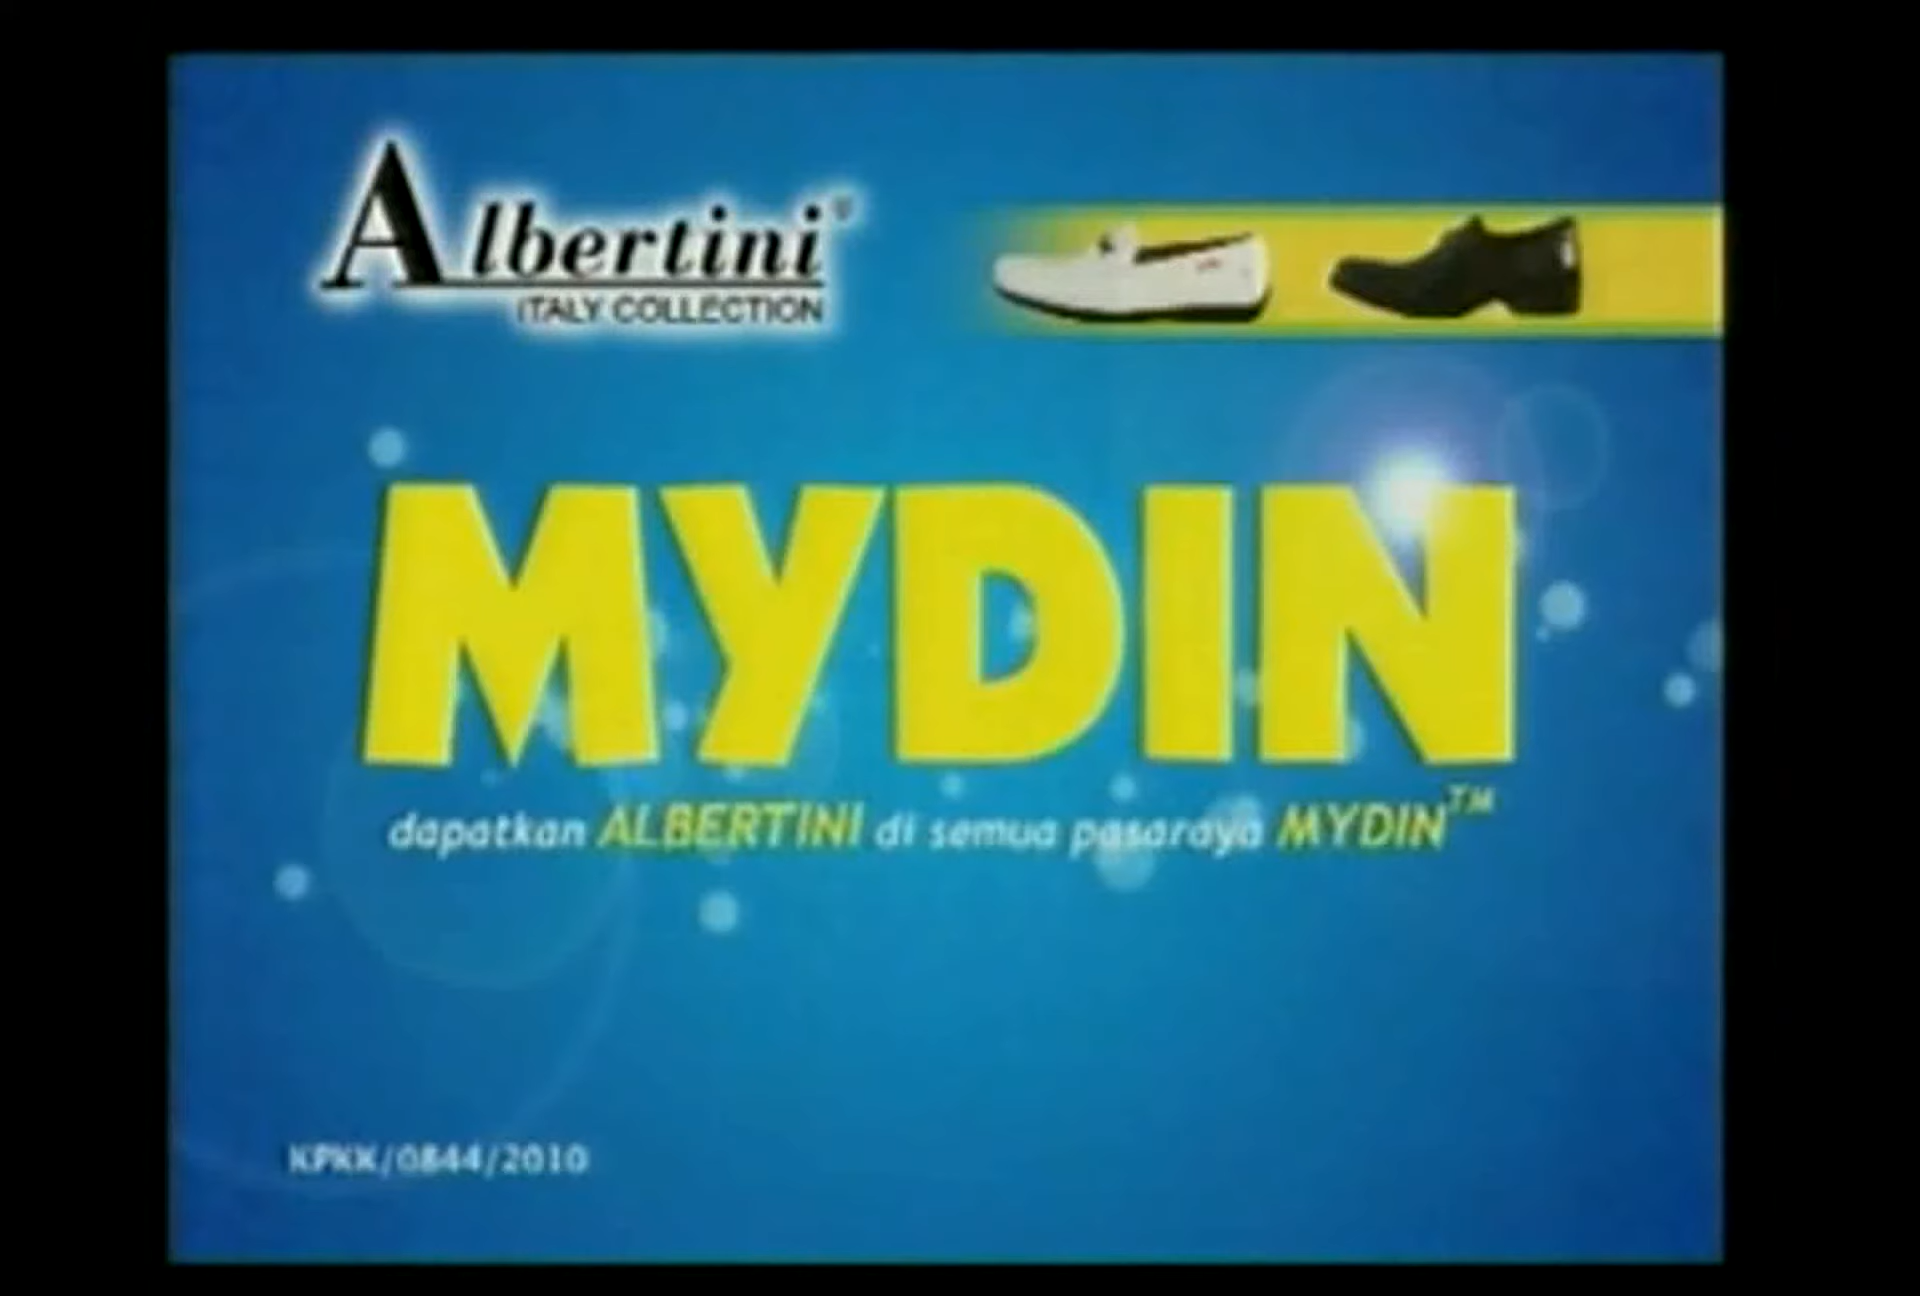 Albertini®
ITALY COLLECTION
MYDIN
dapatkan ALBERTINI di semua pasaraya MYDIN™
KPKK/0844/2010